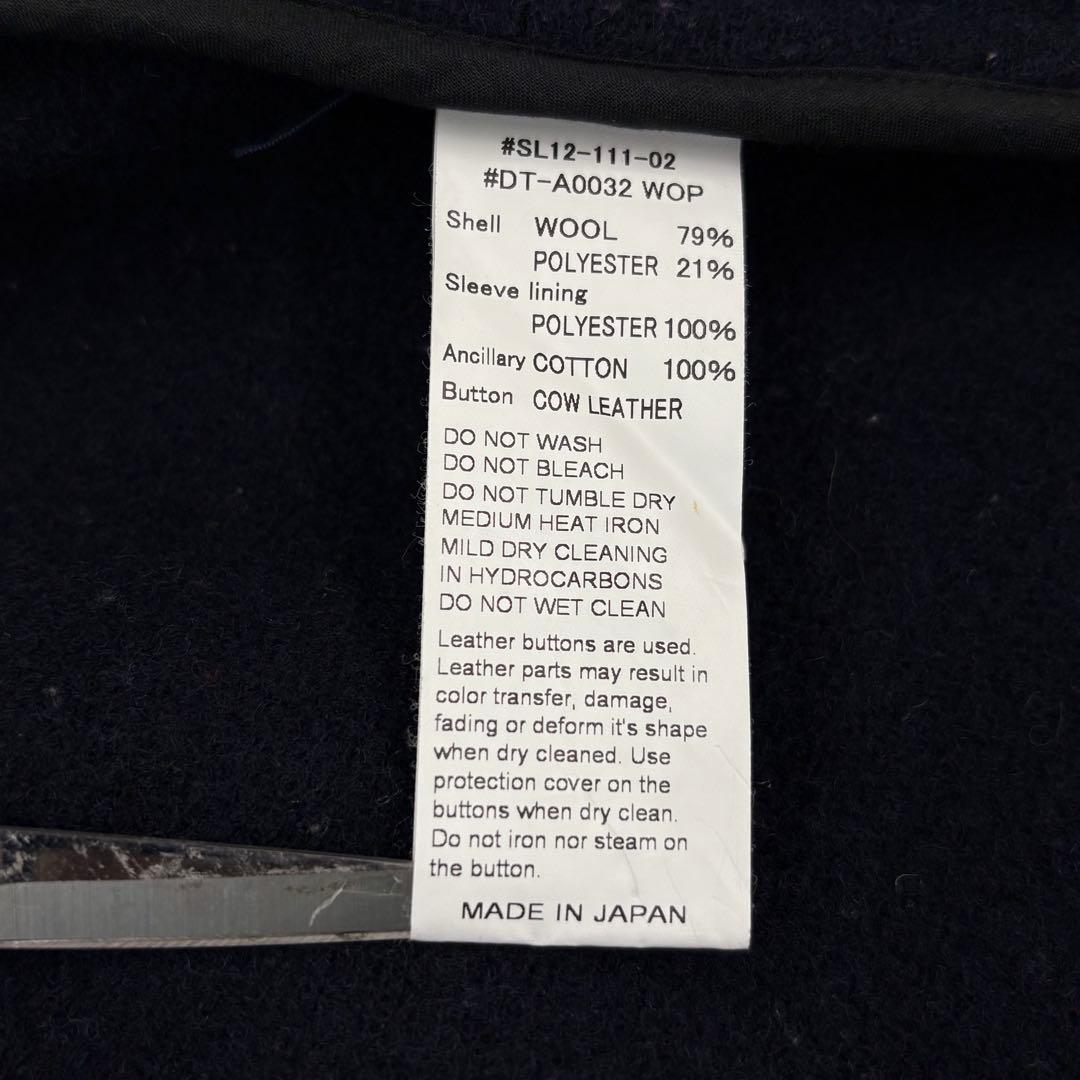 #SL12-111-02
#DT-A0032 WOP
Shell WOOL 79%
POLYESTER 21%
Sleeve lining
POLYESTER 100%
Ancillary COTTON 100%
Button COW LEATHER
DO NOT WASH
DO NOT BLEACH
DO NOT TUMBLE DRY
MEDIUM HEAT IRON
MILD DRY CLEANING
IN HYDROCARBONS
DO NOT WET CLEAN
Leather buttons are used.
Leather parts may result in
color transfer, damage,
fading or deform it's shape
when dry cleaned. Use
protection cover on the
buttons when dry clean.
Do not iron nor steam on
the button.
MADE IN JAPAN